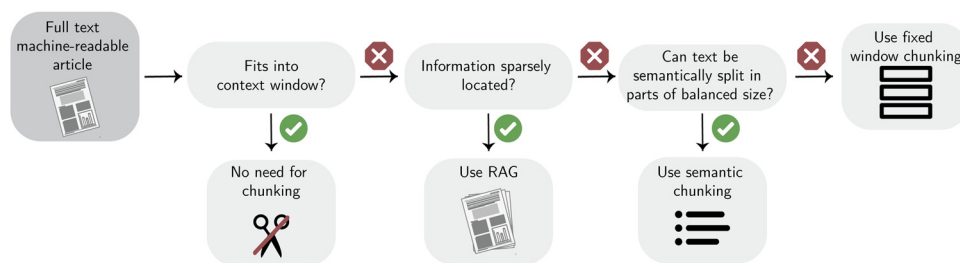 Full text
machine-readable
article
Fits into
context window?
Information sparsely
located?
Can text be
semantically split in
parts of balanced size?
Use fixed
window chunking
No need for
chunking
Use RAG
Use semantic
chunking